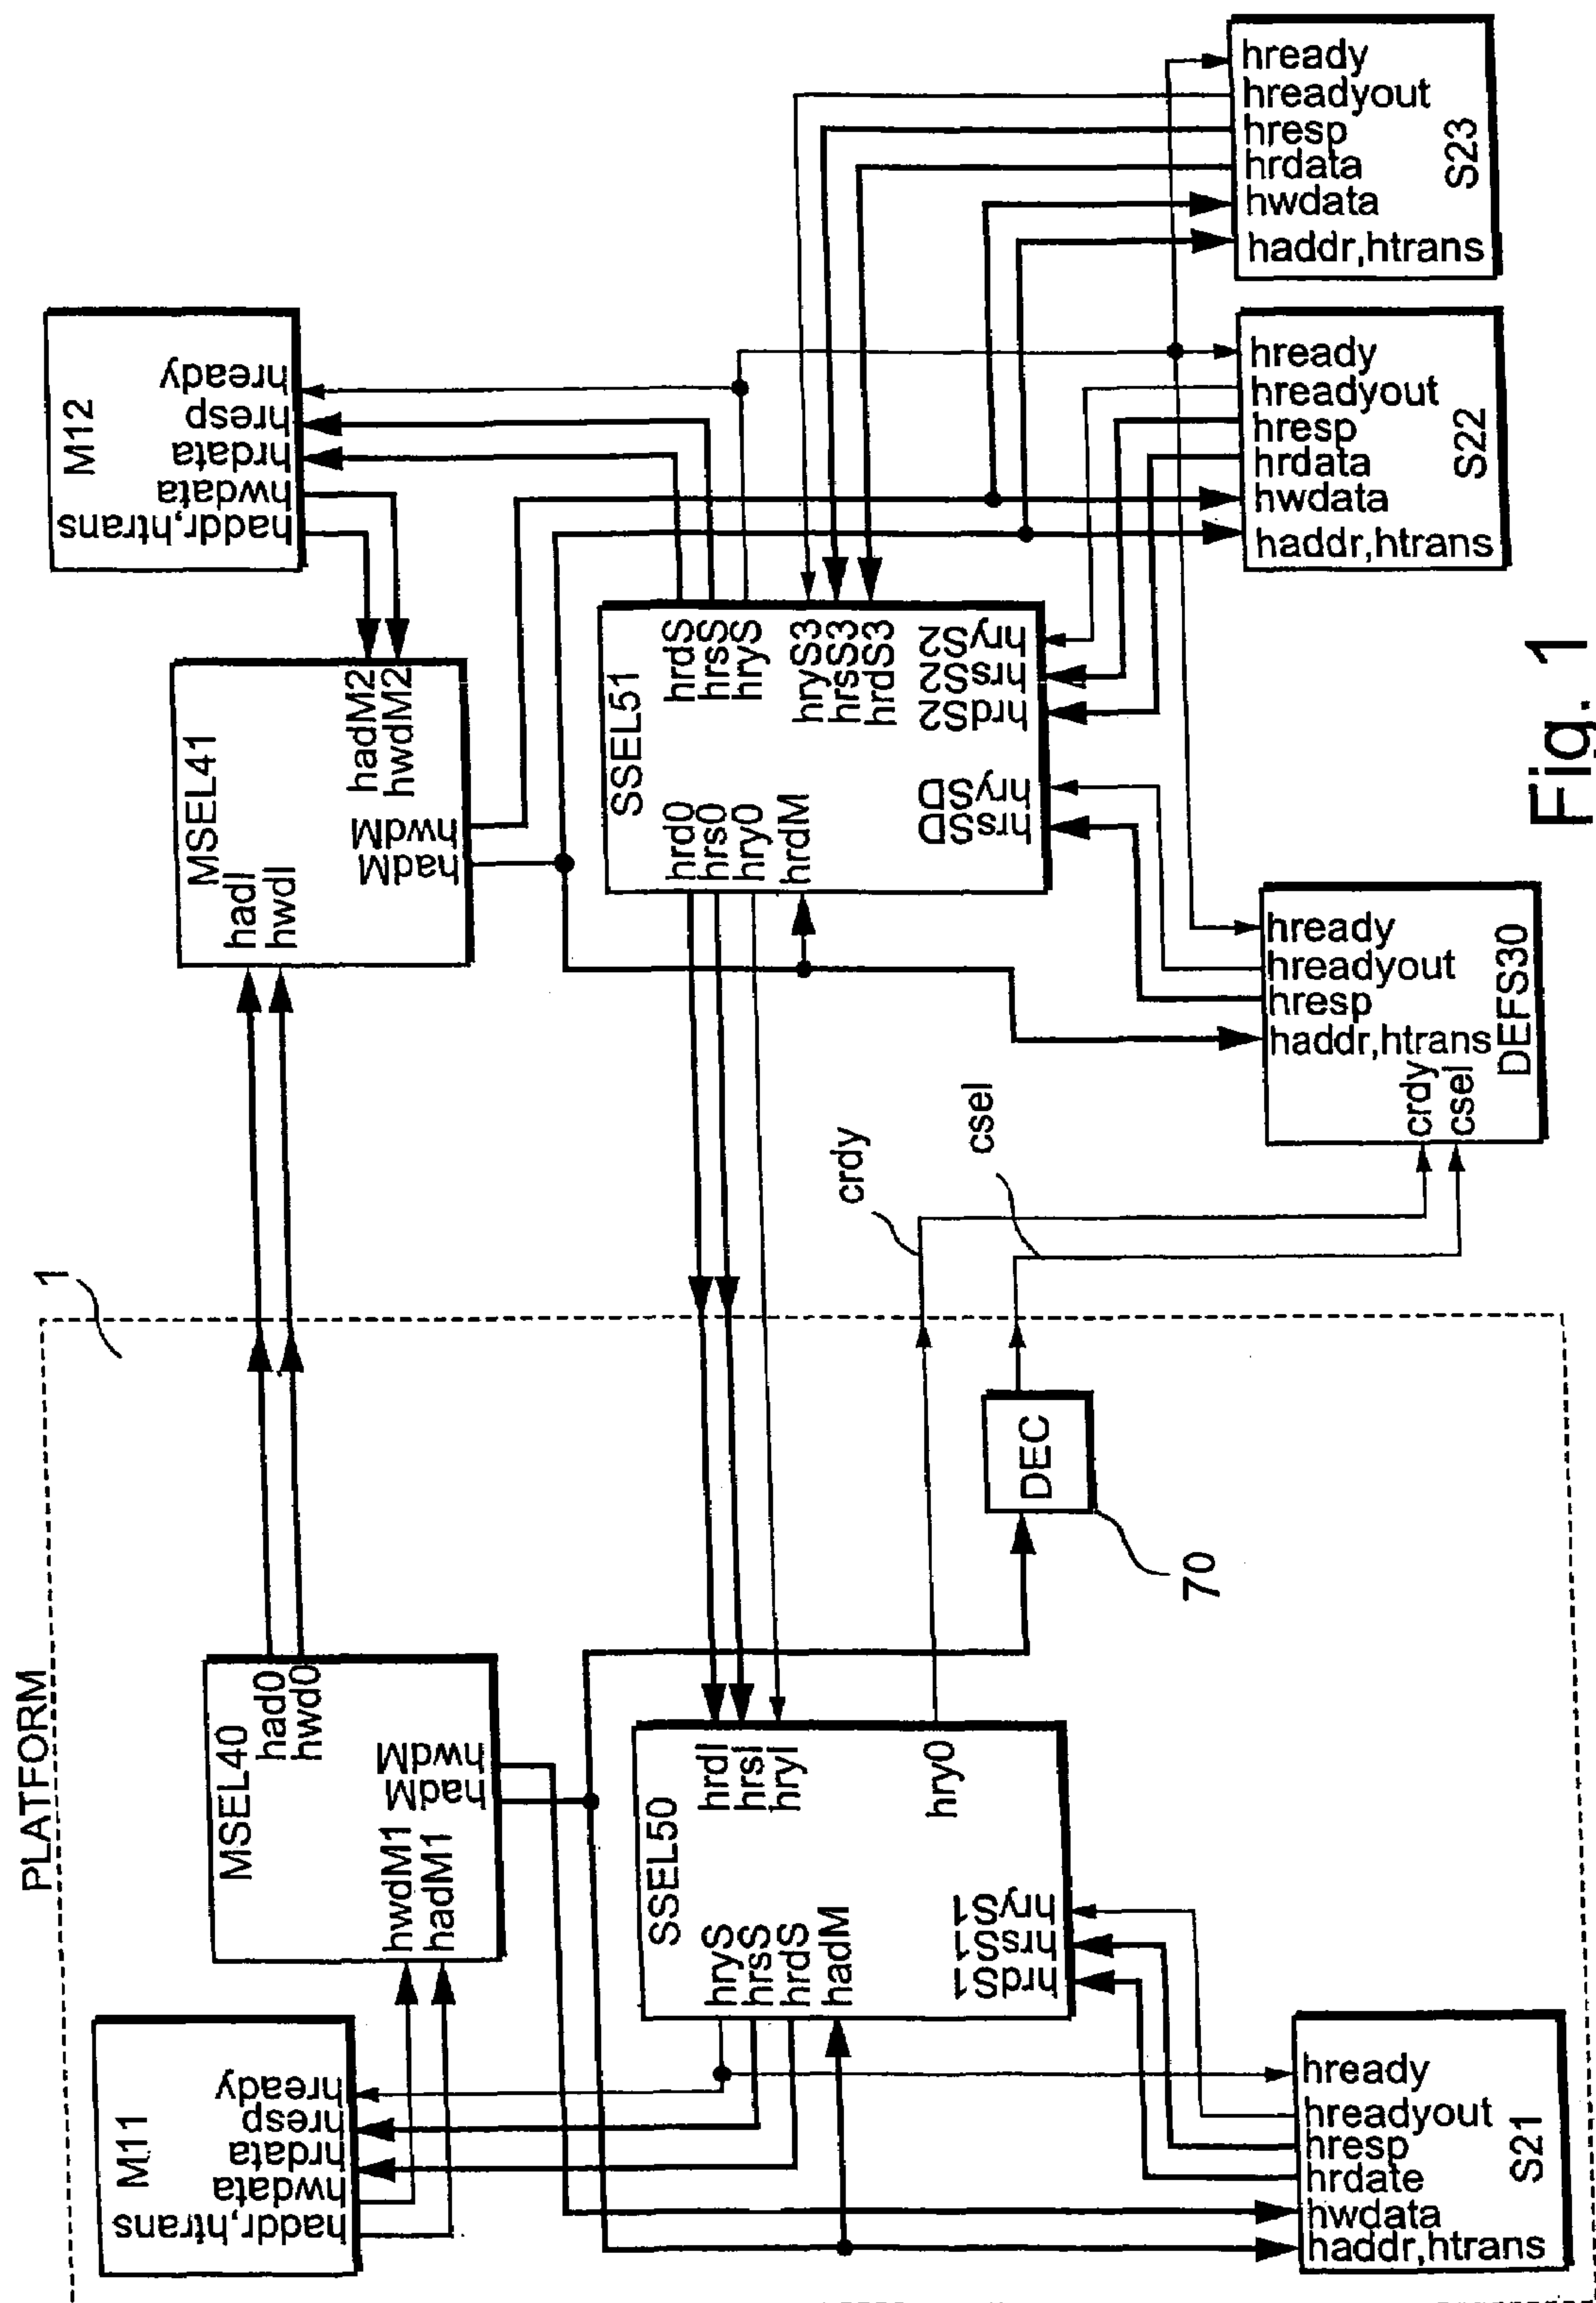 PLATFORM
1
M11
hready
hresp
hrdata
hwdata
haddr,htrans
MSEL40
had0
hwd0
hwdM
hadM
hwdM1
hadM1
SSEL50
hryS
hrsS
hrdS
hadM
hrdI
hrsI
hryI
hry0
hryS1
hrsS1
hrdS1
S21
hready
hreadyout
hresp
hrdate
hwdata
haddr,htrans
DEC
70
crdy
csel
MSEL41
hadI
hwdI
hadM2
hwdM2
hwdM
hadM
M12
hready
hresp
hrdata
hwdata
haddr,htrans
SSEL51
hrd0
hrs0
hry0
hrdM
hrdS
hrsS
hryS
hryS3
hrsS3
hrdS3
hryS2
hrsS2
hrdS2
hrySD
hrsSD
DEFS30
hready
hreadyout
hresp
haddr,htrans
crdy
csel
S22
hready
hreadyout
hresp
hrdata
hwdata
haddr,htrans
S23
hready
hreadyout
hresp
hrdata
hwdata
haddr,htrans
Fig. 1